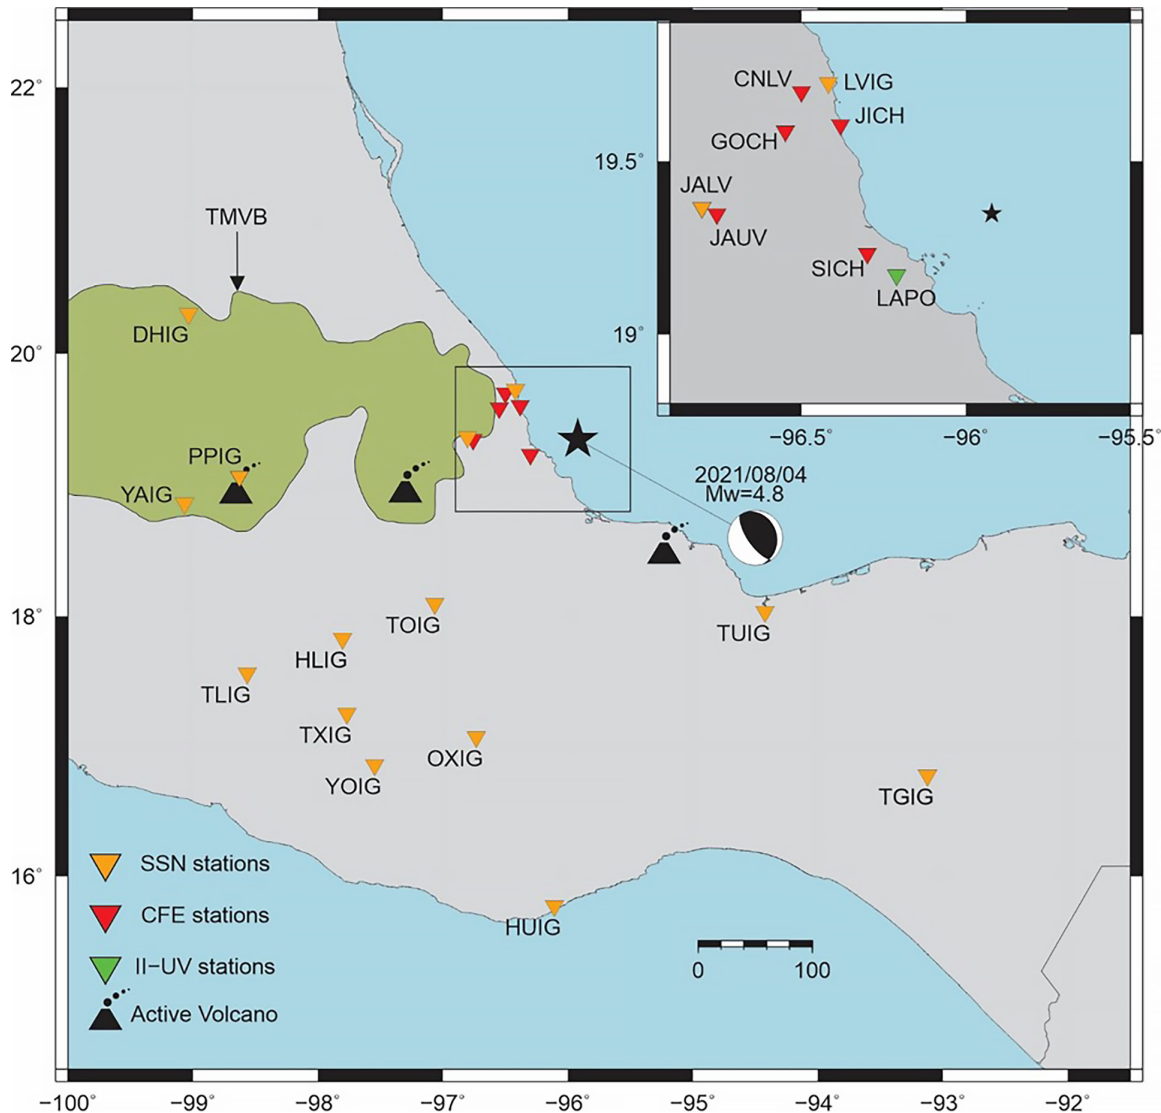 22°
20°
18°
16°
−100°
−99°
−98°
−97°
−96°
−95°
−94°
−93°
−92°
CNLV
LVIG
JICH
GOCH
JALV
JAUV
SICH
LAPO
19.5°
19°
−96.5°
−96°
−95.5°
TMVB
DHIG
PPIG
YAIG
2021/08/04
Mw=4.8
TOIG
TUIG
HLIG
TLIG
TXIG
OXIG
YOIG
TGIG
HUIG
SSN stations
CFE stations
II−UV stations
Active Volcano
0 100